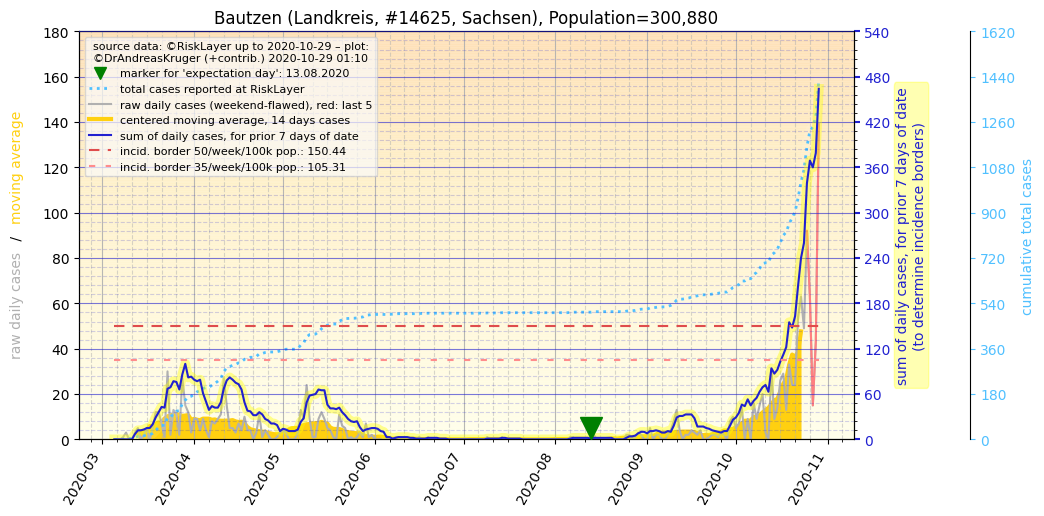 Bautzen (Landkreis, #14625, Sachsen), Population=300,880
source data: ©RiskLayer up to 2020-10-29 – plot:
©DrAndreasKruger (+contrib.) 2020-10-29 01:10
marker for 'expectation day': 13.08.2020
total cases reported at RiskLayer
raw daily cases (weekend-flawed), red: last 5
centered moving average, 14 days cases
sum of daily cases, for prior 7 days of date
incid. border 50/week/100k pop.: 150.44
incid. border 35/week/100k pop.: 105.31
raw daily cases / moving average
180
160
140
120
100
80
60
40
20
0
2020-03
2020-04
2020-05
2020-06
2020-07
2020-08
2020-09
2020-10
2020-11
540
480
420
360
300
240
180
120
60
0
sum of daily cases, for prior 7 days of date
(to determine incidence borders)
1620
1440
1260
1080
900
720
540
360
180
0
cumulative total cases